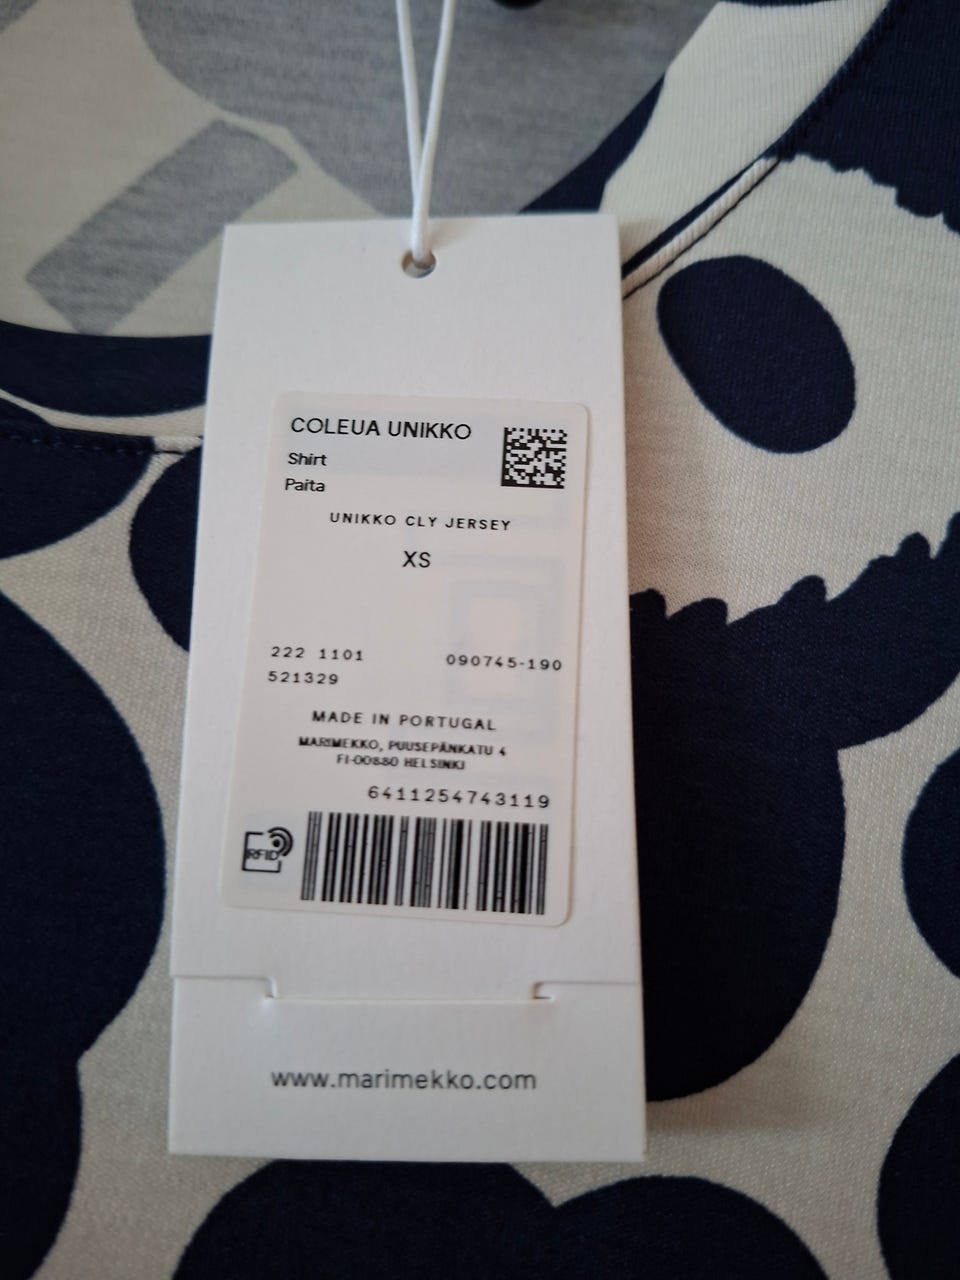 COLEUA UNIKKO
Shirt
Paita
UNIKKO CLY JERSEY
XS
222 1101 090745-190
521329
MADE IN PORTUGAL
MARIMEKKO, PUUSEPÄNKATU 4
FI-00880 HELSINKI
6411254743119
RFID
www.marimekko.com